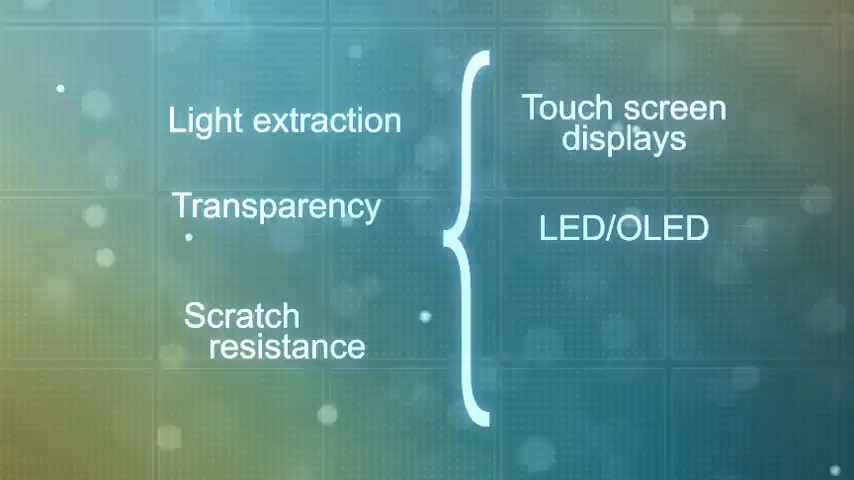 Light extraction
Transparency
Scratch
resistance
Touch screen
displays
LED/OLED